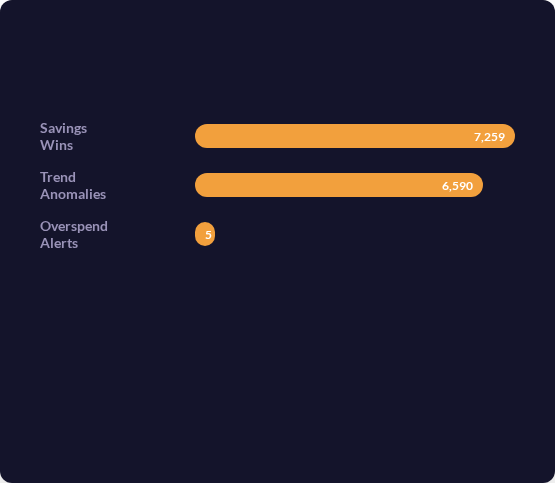 Savings
Wins
7,259
Trend
Anomalies
6,590
Overspend
Alerts
5